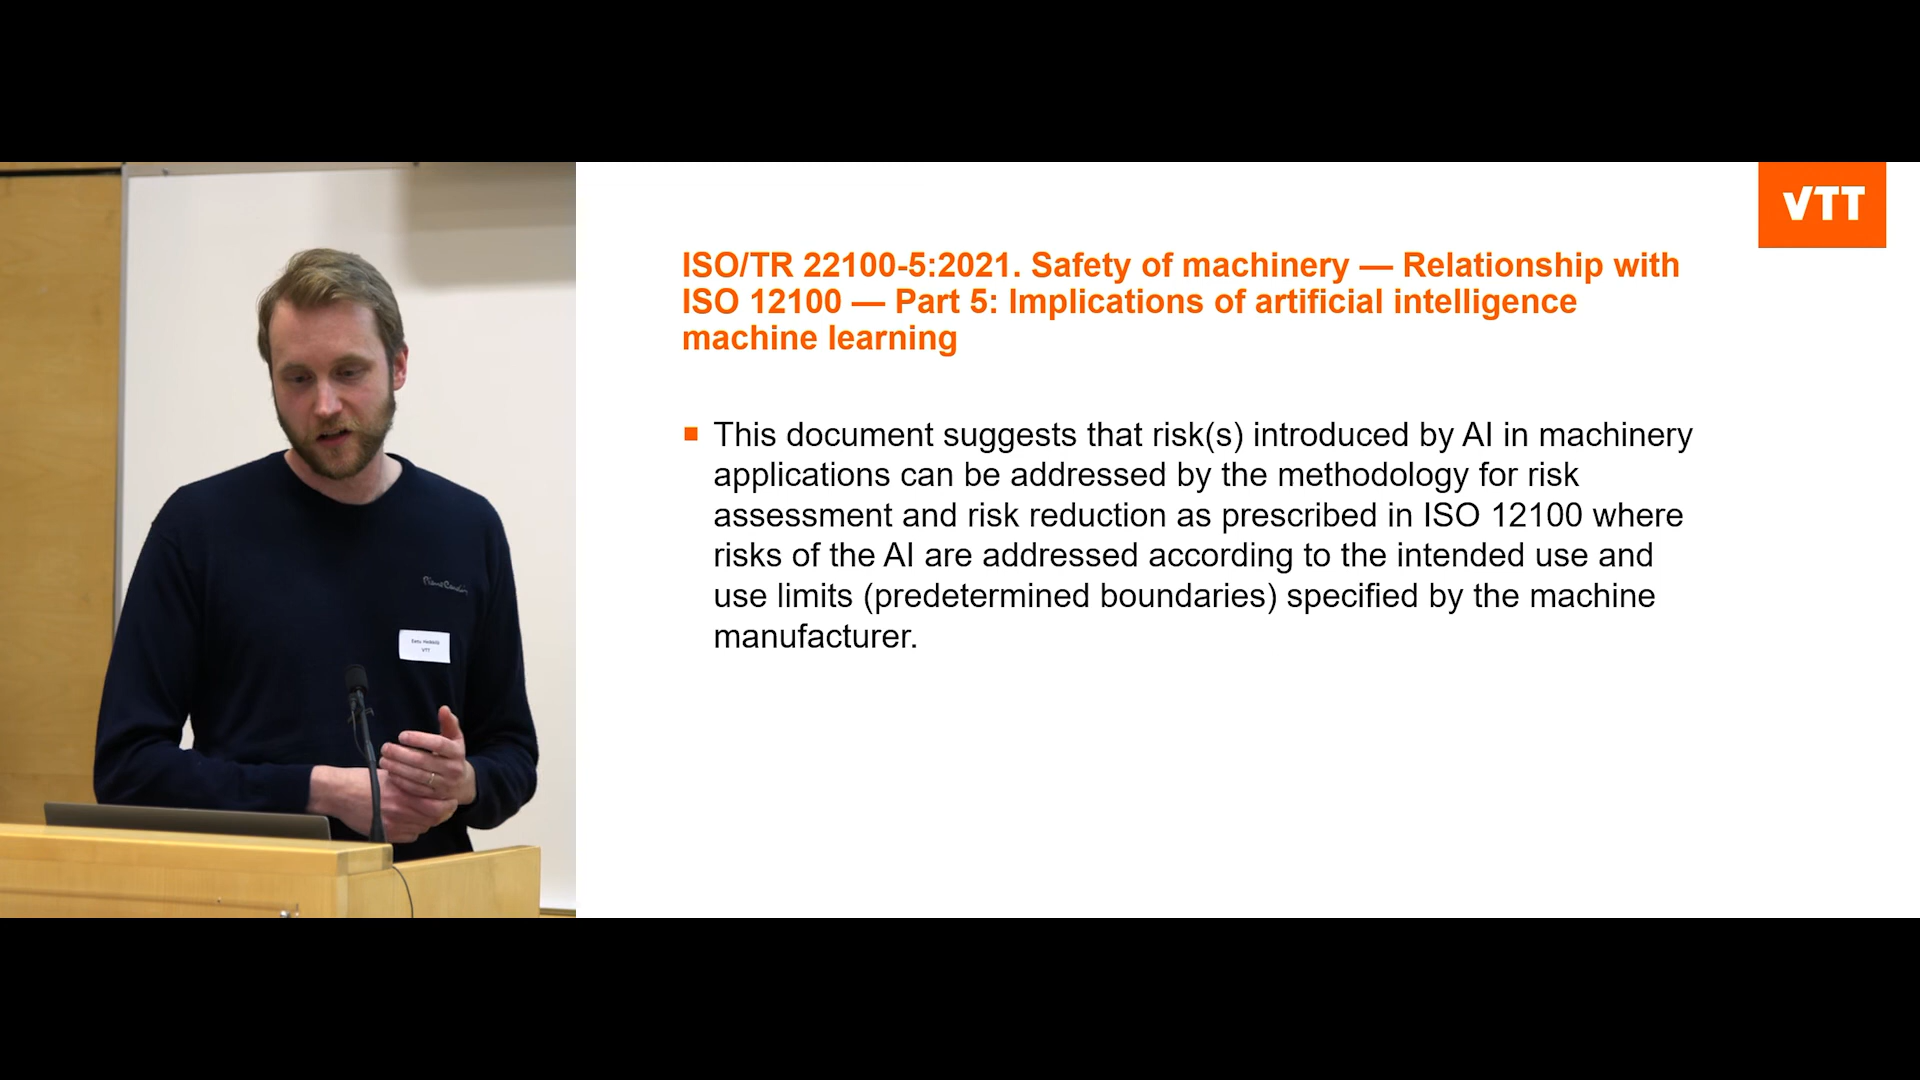 VTT
ISO/TR 22100-5:2021. Safety of machinery — Relationship with
ISO 12100 — Part 5: Implications of artificial intelligence
machine learning
This document suggests that risk(s) introduced by AI in machinery
applications can be addressed by the methodology for risk
assessment and risk reduction as prescribed in ISO 12100 where
risks of the AI are addressed according to the intended use and
use limits (predetermined boundaries) specified by the machine
manufacturer.
VTT